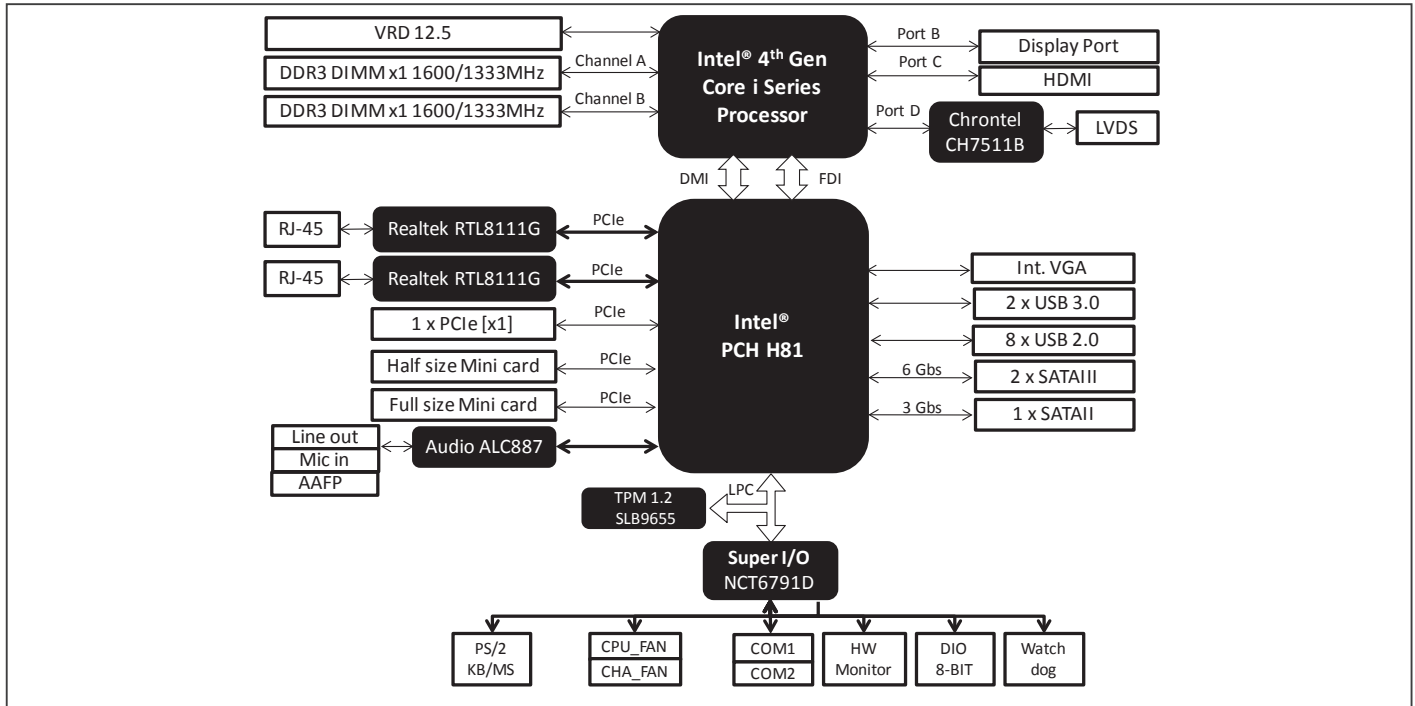 VRD 12.5
DDR3 DIMM x1 1600/1333MHz
DDR3 DIMM x1 1600/1333MHz
Channel A
Channel B
Intel® 4th Gen
Core i Series
Processor
Port B
Port C
Port D
Display Port
HDMI
Chrontel
CH7511B
LVDS
DMI
FDI
RJ-45
Realtek RTL8111G
PCIe
RJ-45
Realtek RTL8111G
PCIe
1 x PCIe [x1]
PCIe
Half size Mini card
PCIe
Full size Mini card
PCIe
Line out
Mic in
AAFP
Audio ALC887
Intel®
PCH H81
Int. VGA
2 x USB 3.0
8 x USB 2.0
6 Gbs
2 x SATAIII
3 Gbs
1 x SATAII
LPC
TPM 1.2
SLB9655
Super I/O
NCT6791D
PS/2
KB/MS
CPU_FAN
CHA_FAN
COM1
COM2
HW
Monitor
DIO
8-BIT
Watch
dog